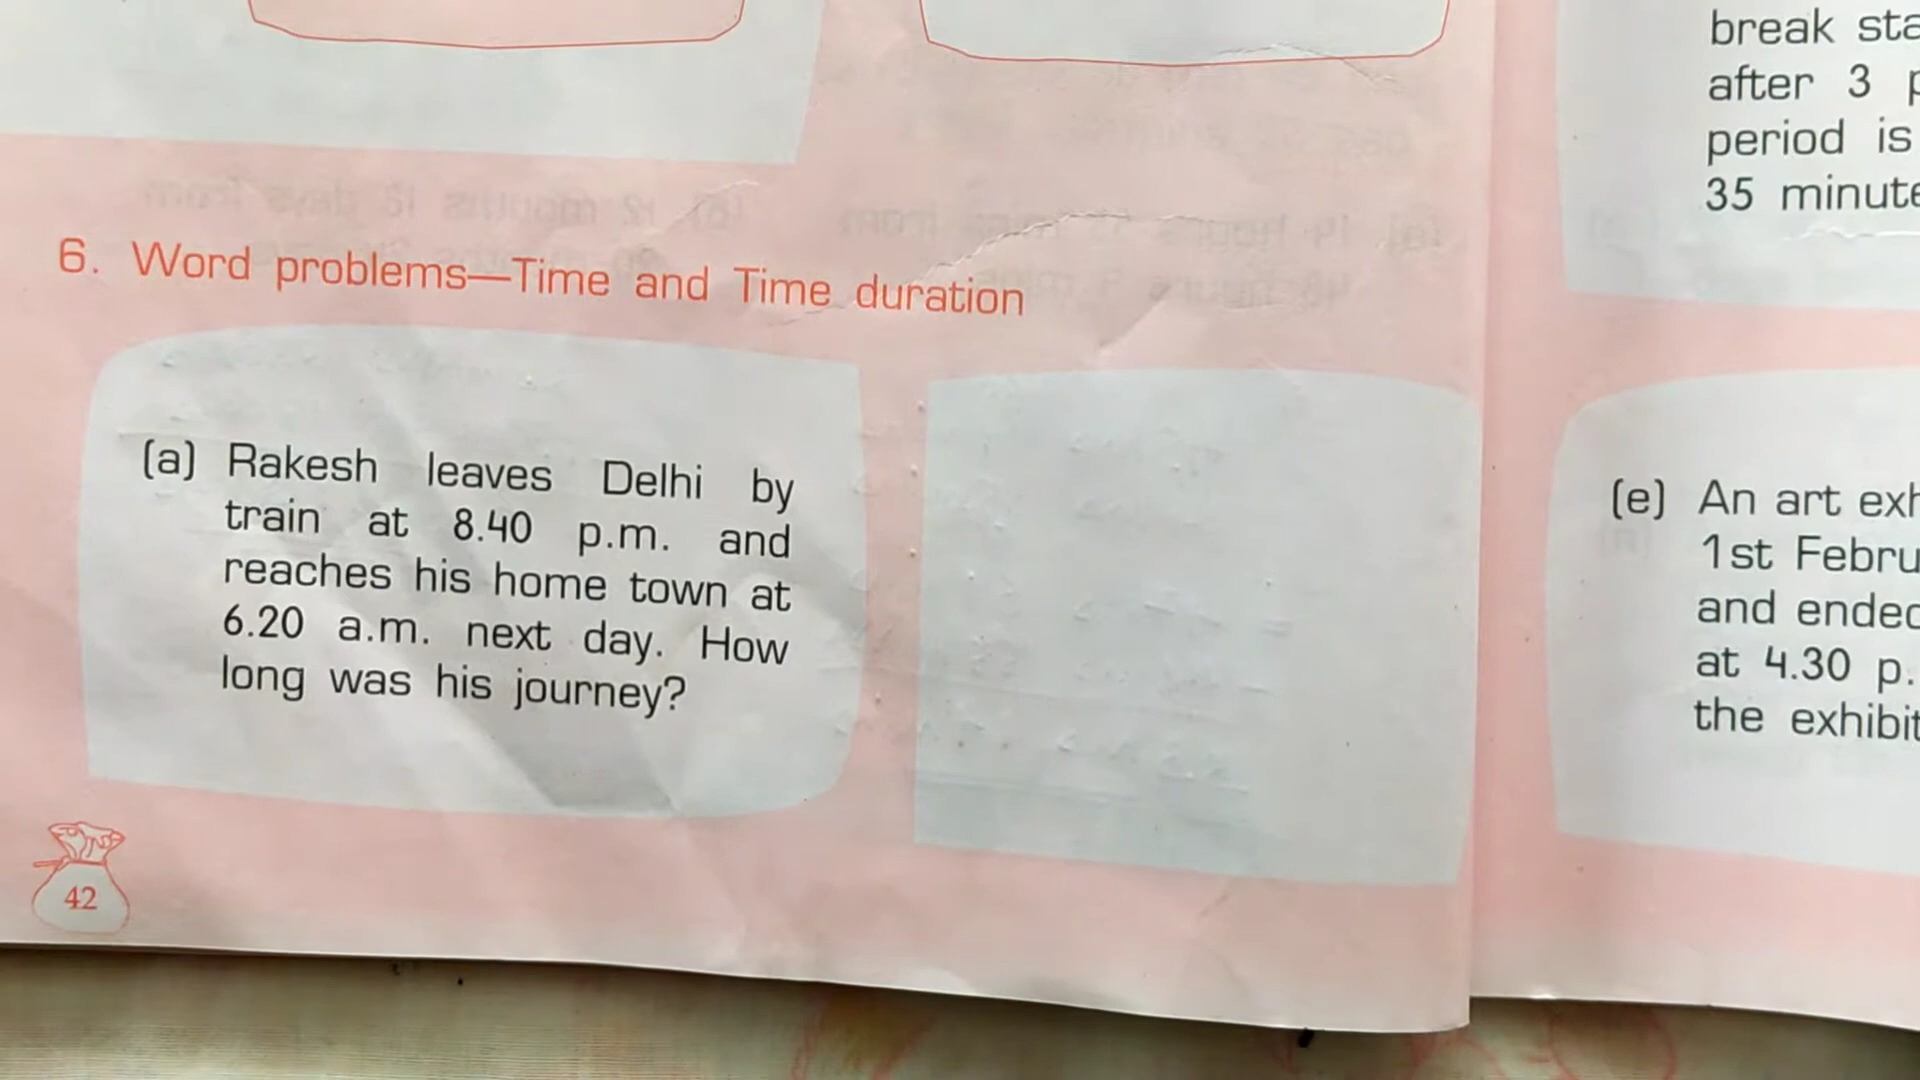 6. Word problems—Time and Time duration
(a) Rakesh leaves Delhi by
train at 8.40 p.m. and
reaches his home town at
6.20 a.m. next day. How
long was his journey?
42
break sta
after 3 p
period is
35 minute
(e) An art exh
1st Febru
and ended
at 4.30 p.
the exhibit